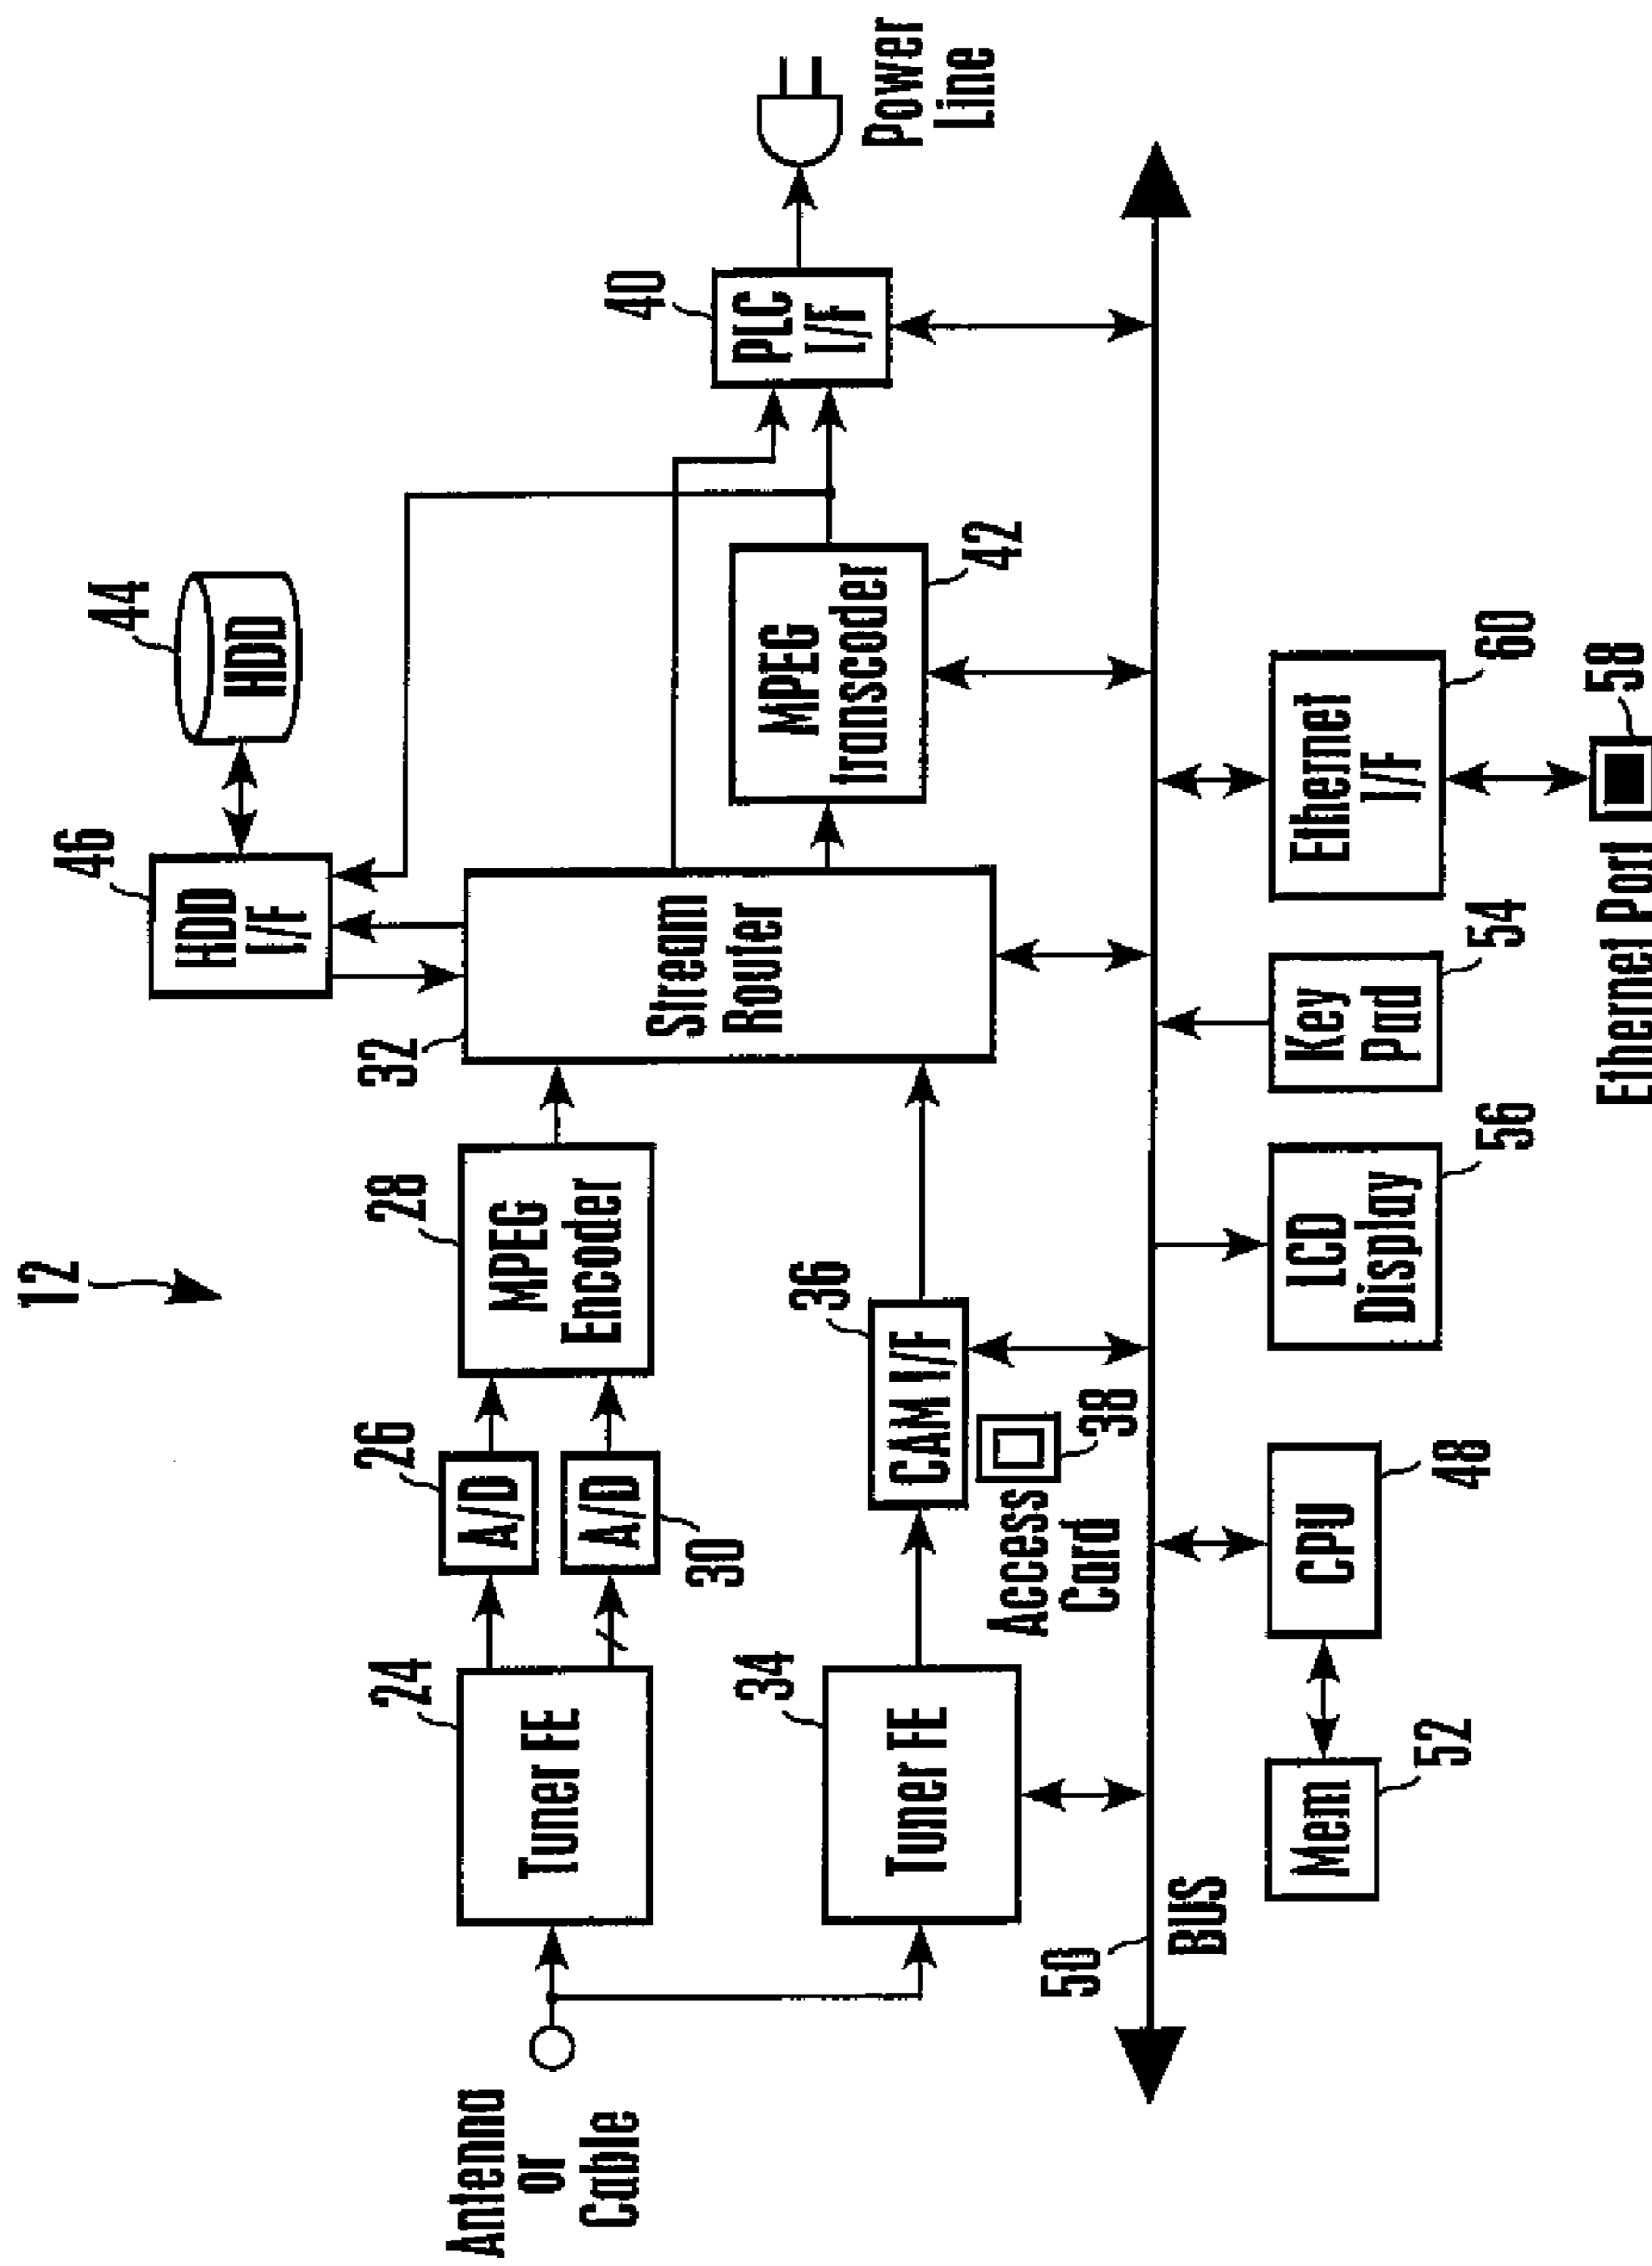 12
44
HDD
46
HDD
I/F
32
Stream
Router
40
PLC
I/F
Power
Line
24
Tuner FE
26
A/D
A/D
30
28
MPEG
Encoder
MPEG
transcoder
42
Antenna
or
Cable
34
Tuner FE
36
CAM I/F
Access
Card
38
50
BUS
Mem
52
CPU
48
LCD
Display
56
Key
Pad
54
Ethernet
I/F
60
Ethernet Port
58